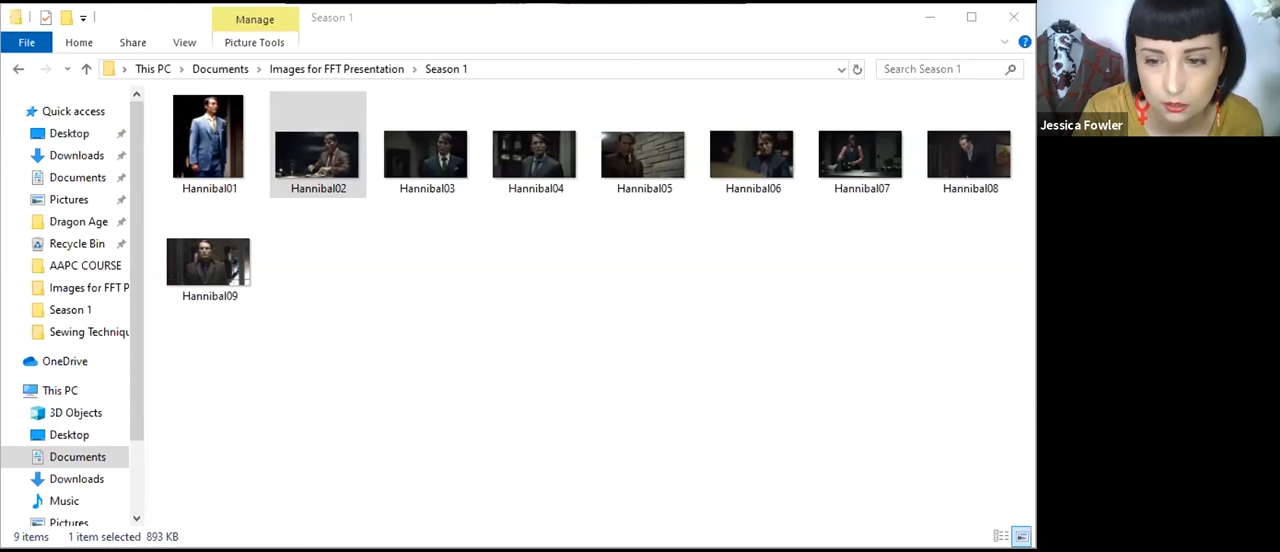 Manage
Season 1
File
Home
Share
View
Picture Tools
This PC
Documents
Images for FFT Presentation
Season 1
Search Season 1
Quick access
Desktop
Downloads
Documents
Pictures
Dragon Age
Recycle Bin
AAPC COURSE
Images for FFT P
Season 1
Sewing Techniqu
OneDrive
This PC
3D Objects
Desktop
Documents
Downloads
Music
Pictures
Hannibal01
Hannibal02
Hannibal03
Hannibal04
Hannibal05
Hannibal06
Hannibal07
Hannibal08
Hannibal09
9 items
1 item selected 893 KB
Jessica Fowler